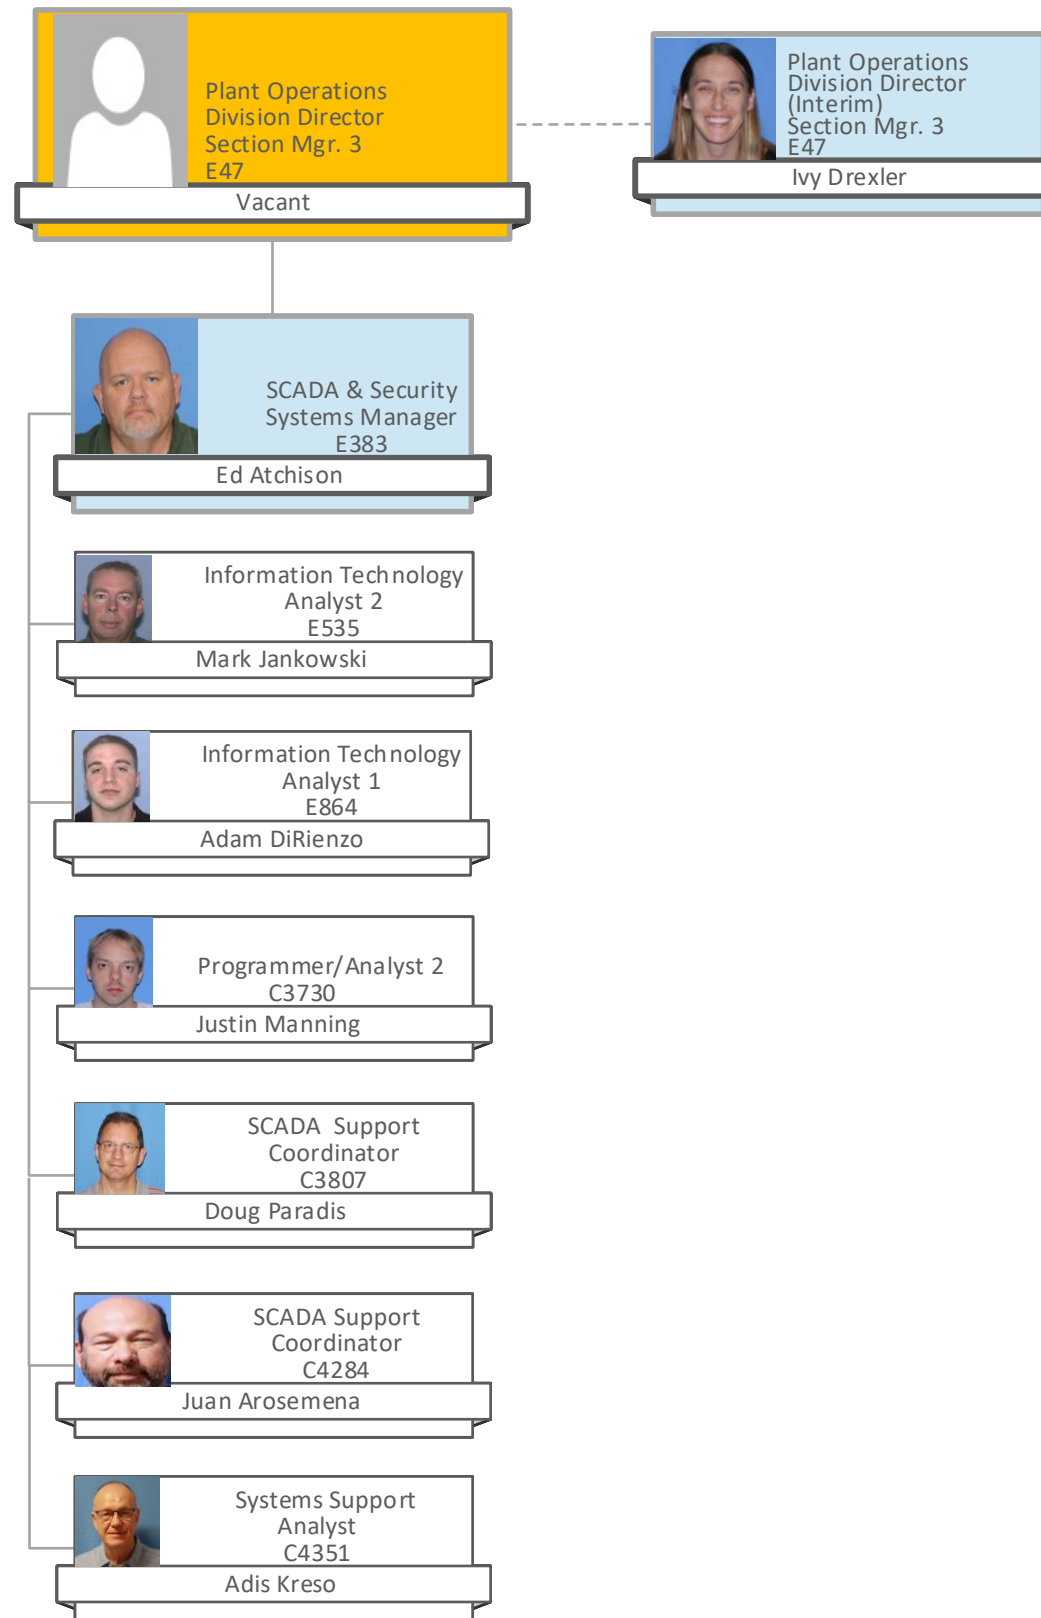 Plant Operations
Division Director
Section Mgr. 3
E47
Vacant
Plant Operations
Division Director
(Interim)
Section Mgr. 3
E47
Ivy Drexler
SCADA & Security
Systems Manager
E383
Ed Atchison
Information Technology
Analyst 2
E535
Mark Jankowski
Information Technology
Analyst 1
E864
Adam DiRienzo
Programmer/Analyst 2
C3730
Justin Manning
SCADA  Support
Coordinator
C3807
Doug Paradis
SCADA Support
Coordinator
C4284
Juan Arosemena
Systems Support
Analyst
C4351
Adis Kreso